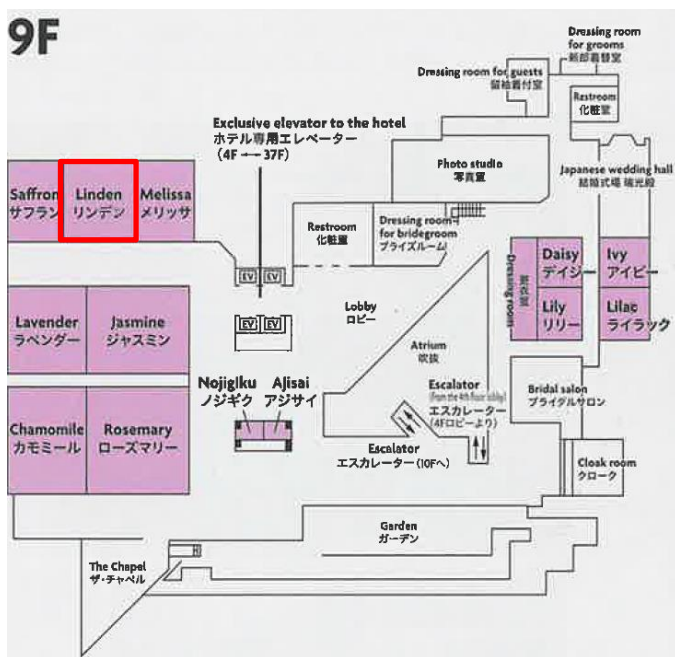 9F
Dressing room
for grooms
新郎着替室
Dressing room for guests
留袖着付室
Restroom
化粧室
Exclusive elevator to the hotel
ホテル専用エレベーター
(4F ⟷ 37F)
Photo studio
写真室
Japanese wedding hall
結婚式場 瑞光殿
Saffron
サフラン
Linden
リンデン
Melissa
メリッサ
Restroom
化粧室
Dressing room
for bridegroom
ブライズルーム
EV EV
EV EV
Lobby
ロビー
Dressing room
Daisy
デイジー
Ivy
アイビー
Lily
リリー
Lilac
ライラック
Lavender
ラベンダー
Jasmine
ジャスミン
Atrium
吹抜
Nojigiku
ノジギク
Ajisai
アジサイ
Escalator
(From the 4th floor lobby)
エスカレーター
(4Fロビーより)
Bridal salon
ブライダルサロン
Chamomile
カモミール
Rosemary
ローズマリー
Escalator
エスカレーター(10Fへ)
Cloak room
クローク
Garden
ガーデン
The Chapel
ザ・チャペル